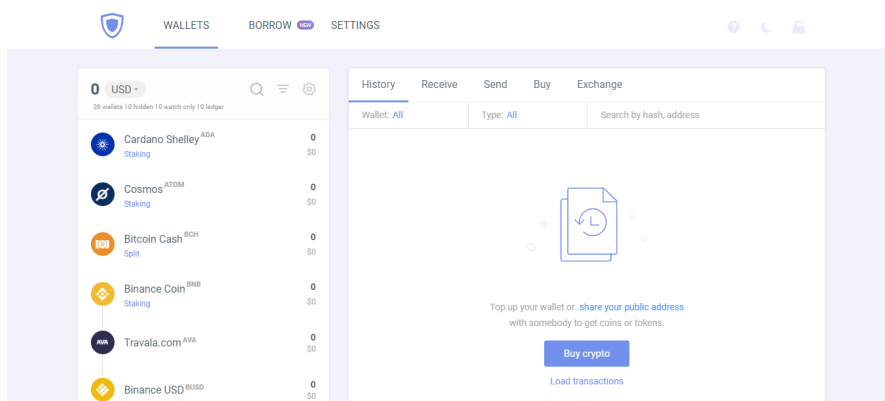 WALLETS BORROW NEW SETTINGS
0 USD
26 wallets I 0 hidden I 0 watch only I 0 ledger
Cardano Shelley ADA 0
Staking $0
Cosmos ATOM 0
Staking $0
Bitcoin Cash BCH 0
Split $0
Binance Coin BNB 0
Staking $0
AVA Travala.com AVA 0
$0
Binance USD BUSD 0
$0
History Receive Send Buy Exchange
Wallet: All Type: All Search by hash, address
Top up your wallet or share your public address
with somebody to get coins or tokens.
Buy crypto
Load transactions